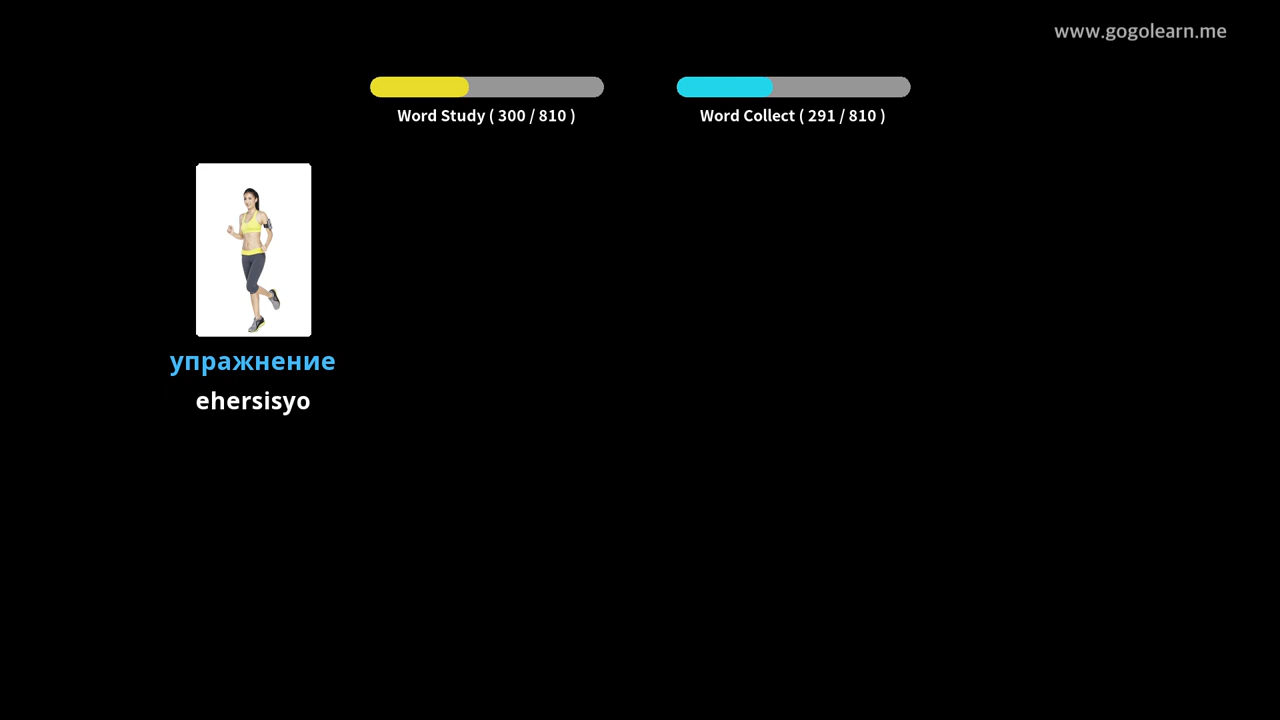 www.gogolearn.me
Word Study ( 300 / 810 )
Word Collect ( 291 / 810 )
упражнение
ehersisyo